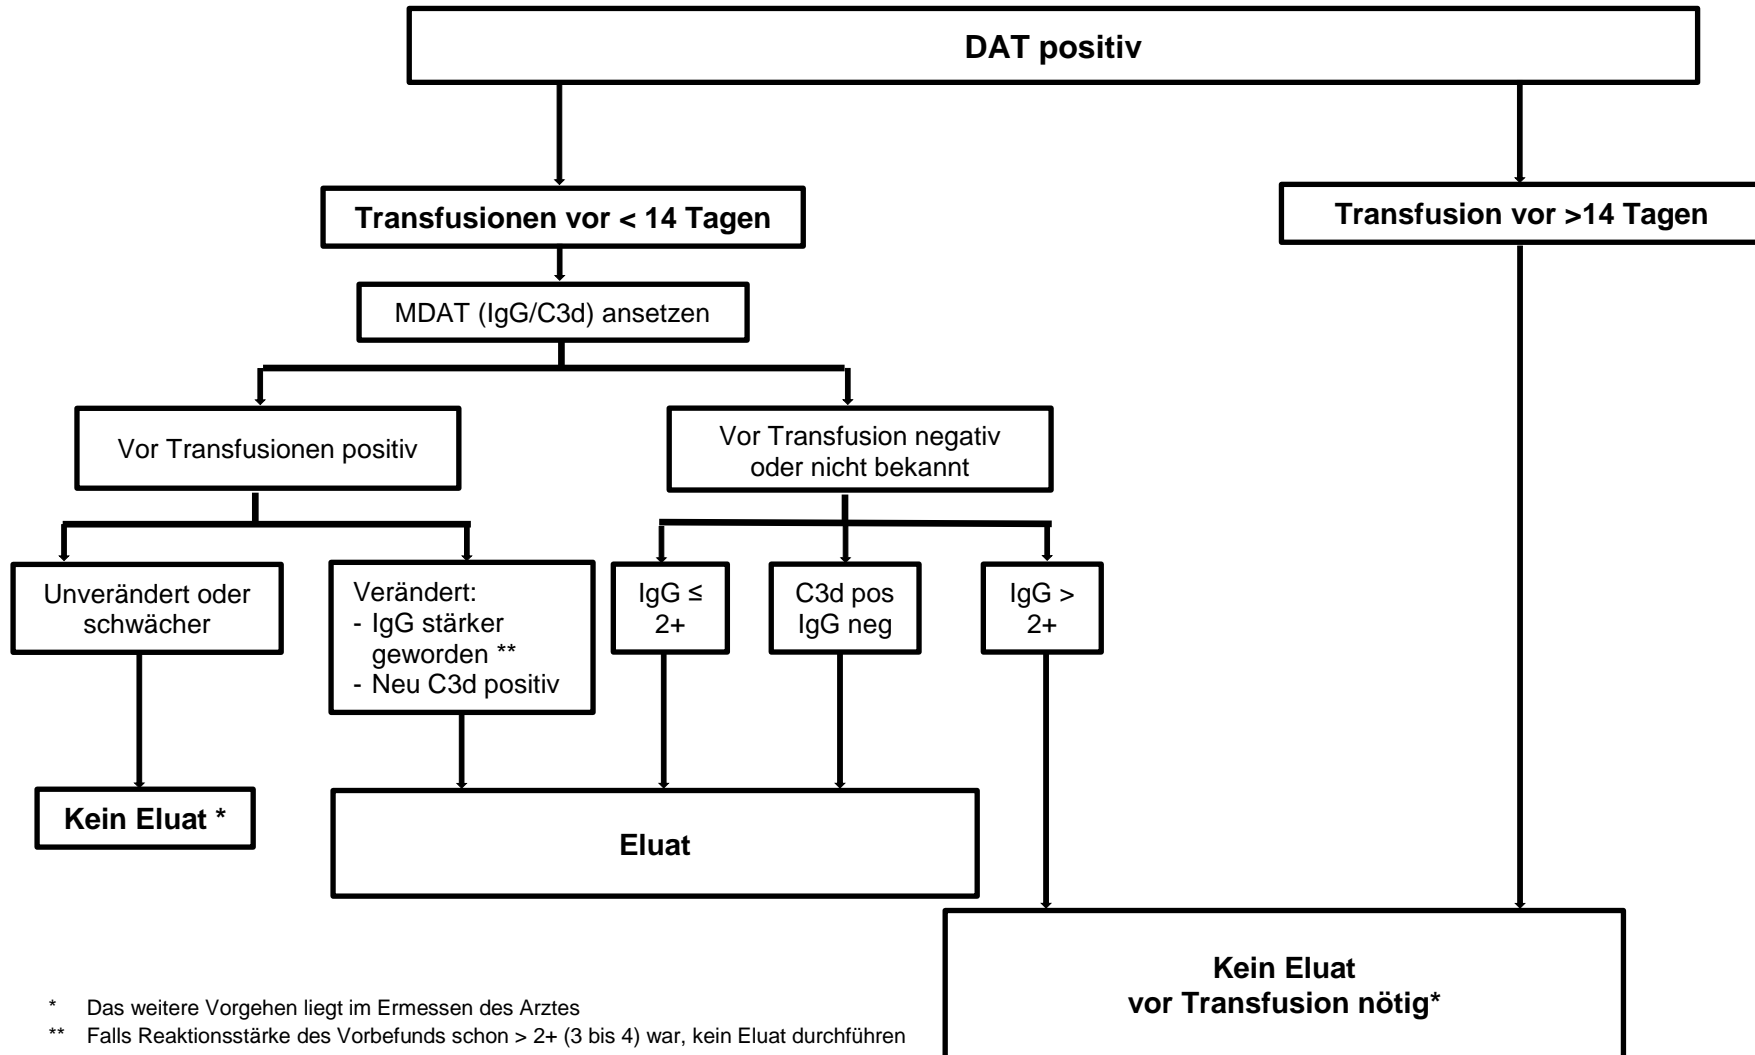 DAT positiv
Transfusionen vor < 14 Tagen
Transfusion vor >14 Tagen
MDAT (IgG/C3d) ansetzen
Vor Transfusionen positiv
Vor Transfusion negativ
oder nicht bekannt
Unverändert oder
schwächer
Verändert:
- IgG stärker
geworden **
- Neu C3d positiv
IgG ≤
2+
C3d pos
IgG neg
IgG >
2+
Kein Eluat *
Eluat
Kein Eluat
vor Transfusion nötig*
* Das weitere Vorgehen liegt im Ermessen des Arztes
** Falls Reaktionsstärke des Vorbefunds schon > 2+ (3 bis 4) war, kein Eluat durchführen